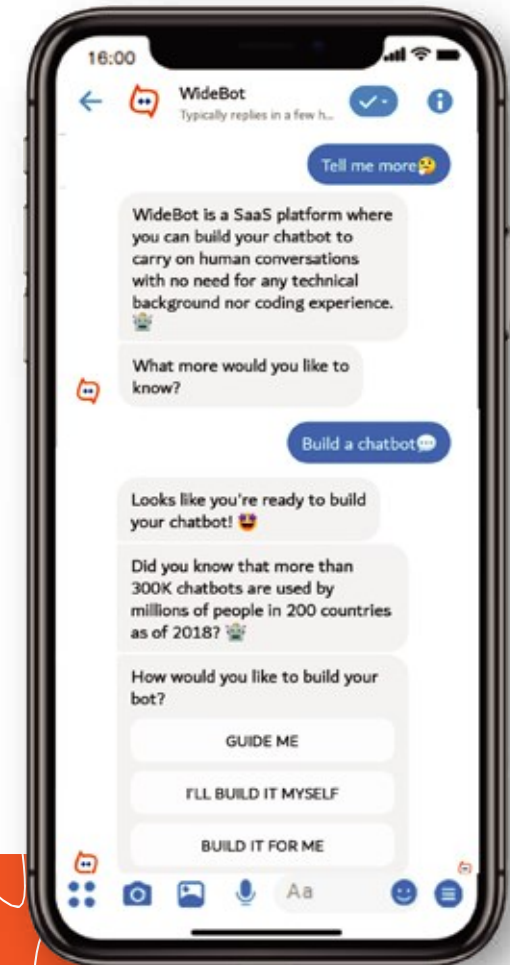 16:00
WideBot
Typically replies in a few h...
Tell me more🤔
WideBot is a SaaS platform where
you can build your chatbot to
carry on human conversations
with no need for any technical
background nor coding experience.
🤖
What more would you like to
know?
Build a chatbot💬
Looks like you're ready to build
your chatbot! 🤩
Did you know that more than
300K chatbots are used by
millions of people in 200 countries
as of 2018? 🤖
How would you like to build your
bot?
GUIDE ME
I'LL BUILD IT MYSELF
BUILD IT FOR ME
Aa